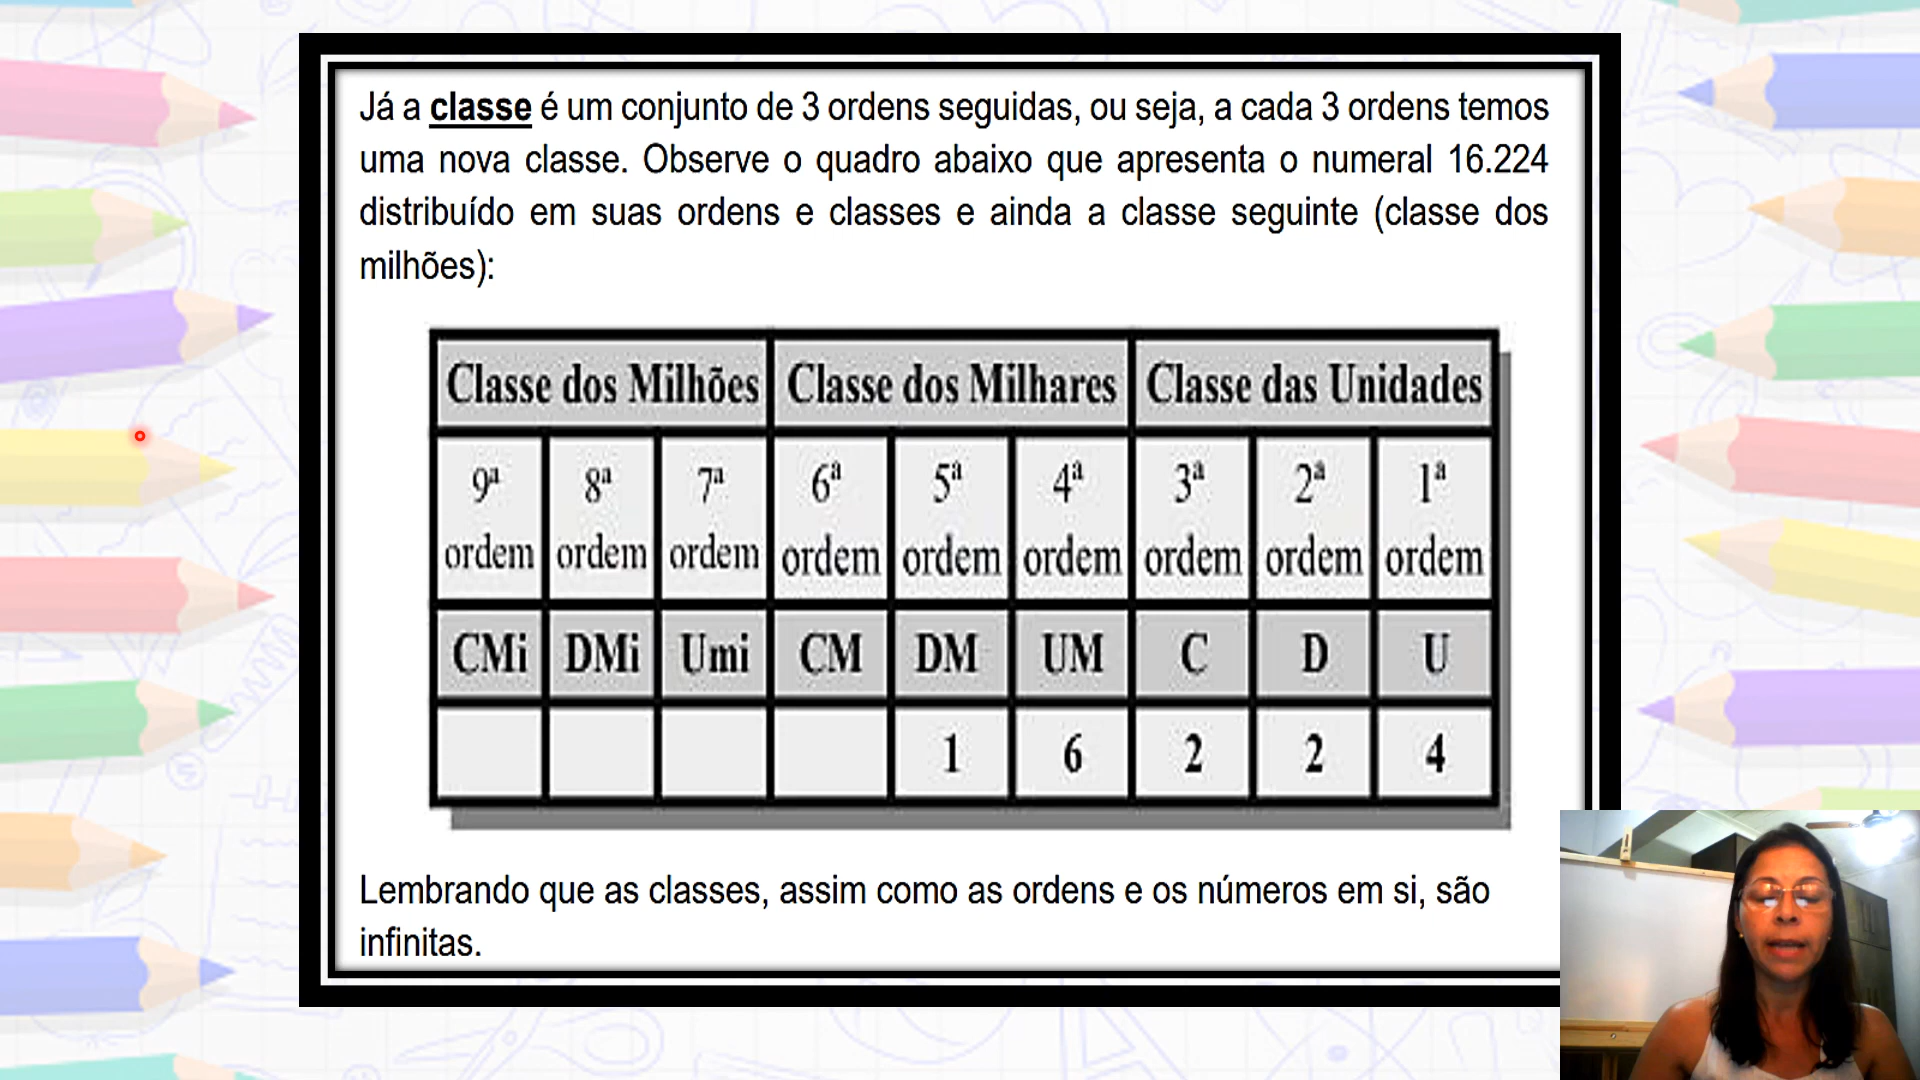 Já a classe é um conjunto de 3 ordens seguidas, ou seja, a cada 3 ordens temos
uma nova classe. Observe o quadro abaixo que apresenta o numeral 16.224
distribuído em suas ordens e classes e ainda a classe seguinte (classe dos
milhões):
Classe dos Milhões Classe dos Milhares Classe das Unidades
9ª 8ª 7ª 6ª 5ª 4ª 3ª 2ª 1ª
ordem ordem ordem ordem ordem ordem ordem ordem ordem
CMi DMi Umi CM DM UM C D U
1 6 2 2 4
Lembrando que as classes, assim como as ordens e os números em si, são
infinitas.